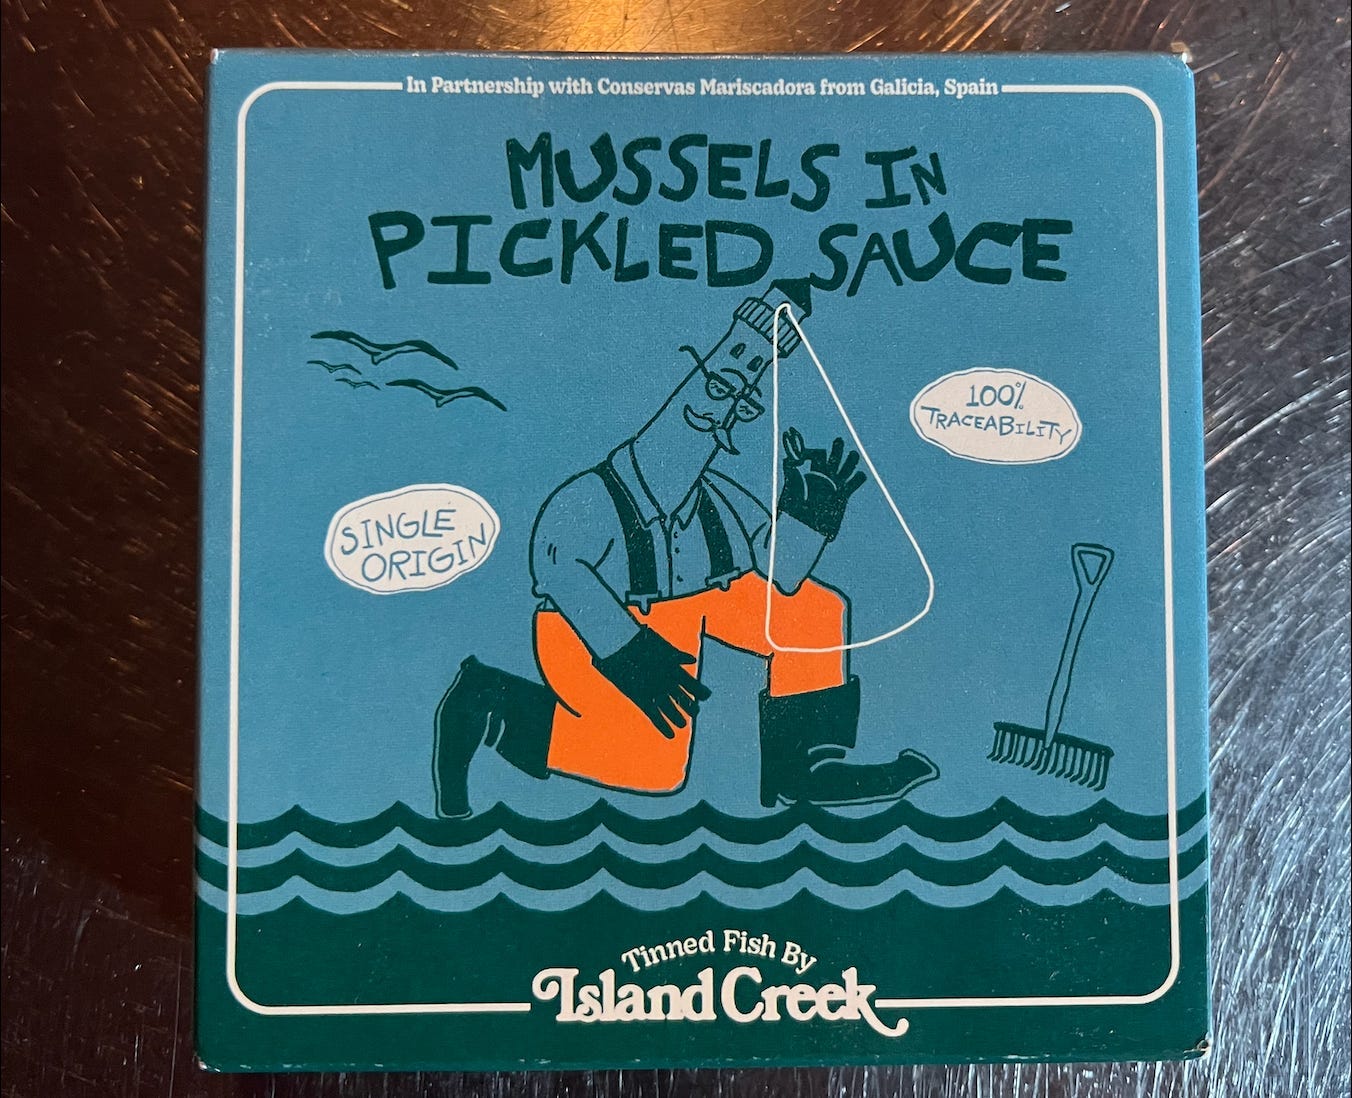 In Partnership with Conservas Mariscadora from Galicia, Spain
MUSSELS IN
PICKLED SAUCE
100%
TRACEABILITY
SINGLE
ORIGIN
Tinned Fish By
Island Creek